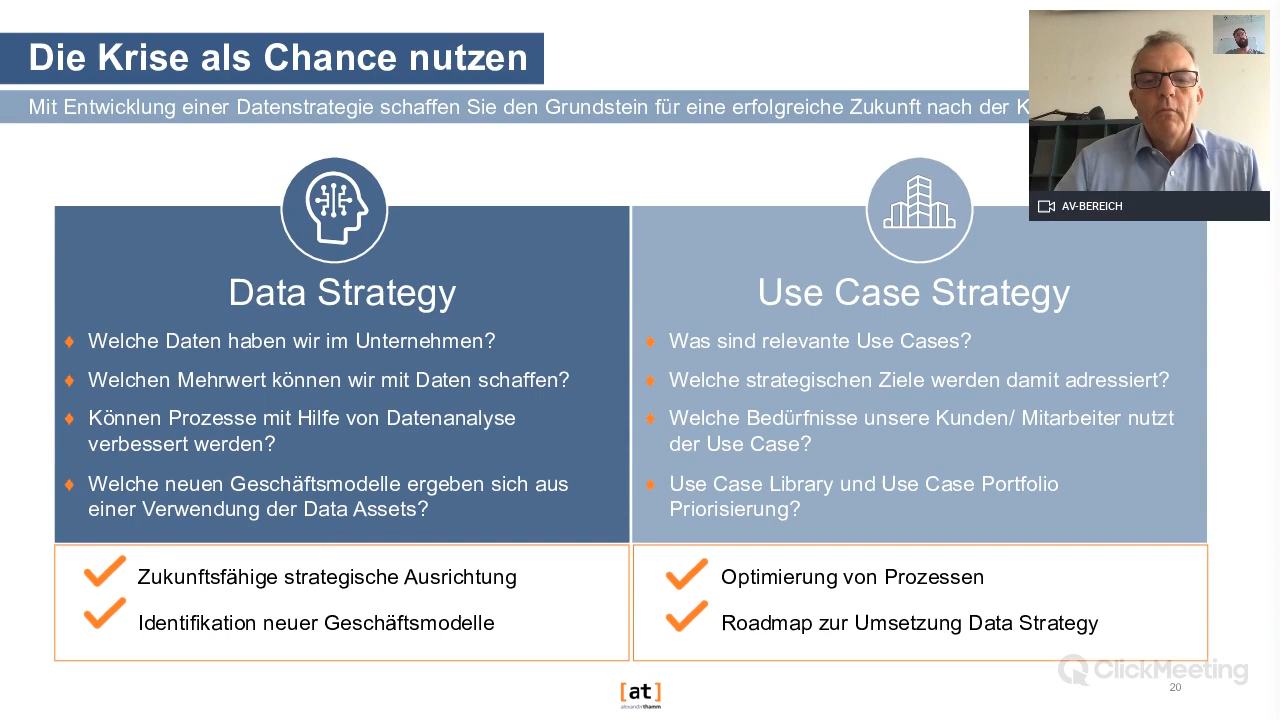 Die Krise als Chance nutzen
Mit Entwicklung einer Datenstrategie schaffen Sie den Grundstein für eine erfolgreiche Zukunft nach der K
AV-BEREICH
Data Strategy
Welche Daten haben wir im Unternehmen?
Welchen Mehrwert können wir mit Daten schaffen?
Können Prozesse mit Hilfe von Datenanalyse
verbessert werden?
Welche neuen Geschäftsmodelle ergeben sich aus
einer Verwendung der Data Assets?
Zukunftsfähige strategische Ausrichtung
Identifikation neuer Geschäftsmodelle
Use Case Strategy
Was sind relevante Use Cases?
Welche strategischen Ziele werden damit adressiert?
Welche Bedürfnisse unsere Kunden/ Mitarbeiter nutzt
der Use Case?
Use Case Library und Use Case Portfolio
Priorisierung?
Optimierung von Prozessen
Roadmap zur Umsetzung Data Strategy
ClickMeeting
[at]
alexanderthamm
20